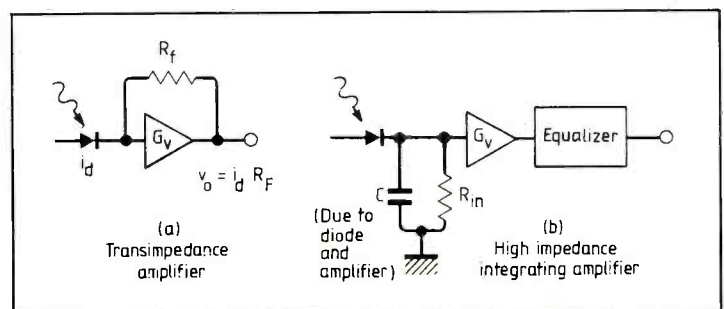 R_f
G_v
i_d
v_o = i_d R_F
(a)
Transimpedance
amplifier
G_v
Equalizer
C
R_in
(Due to
diode
and
amplifier)
(b)
High impedance
integrating amplifier